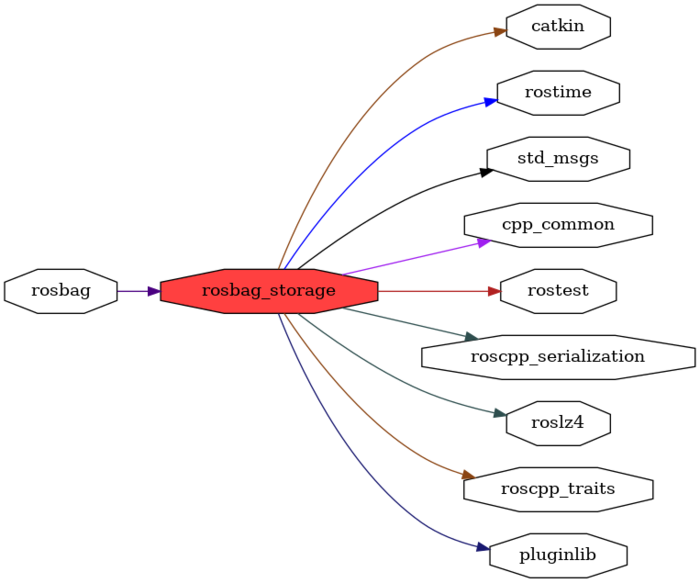 catkin
rostime
std_msgs
cpp_common
rosbag
rosbag_storage
rostest
roscpp_serialization
roslz4
roscpp_traits
pluginlib